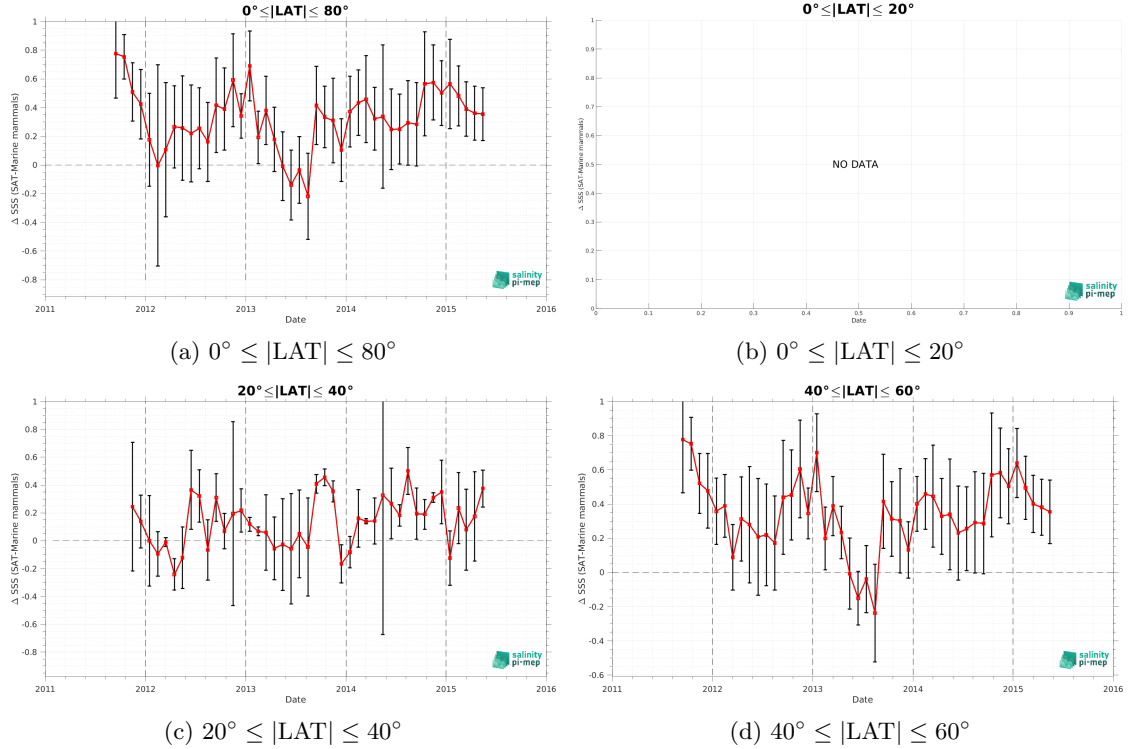 0°≤|LAT|≤ 80°
Δ SSS (SAT-Marine mammals)
1
0.8
0.6
0.4
0.2
0
-0.2
-0.4
-0.6
-0.8
2011 2012 2013 2014 2015 2016
Date
salinity
pi-mep
(a) 0° ≤ |LAT| ≤ 80°
0°≤|LAT|≤ 20°
Δ SSS (SAT-Marine mammals)
1
0.9
0.8
0.7
0.6
0.5
0.4
0.3
0.2
0.1
0
NO DATA
0 0.1 0.2 0.3 0.4 0.5 0.6 0.7 0.8 0.9 1
Date
salinity
pi-mep
(b) 0° ≤ |LAT| ≤ 20°
20°≤|LAT|≤ 40°
Δ SSS (SAT-Marine mammals)
1
0.8
0.6
0.4
0.2
0
-0.2
-0.4
-0.6
-0.8
2011 2012 2013 2014 2015 2016
Date
salinity
pi-mep
(c) 20° ≤ |LAT| ≤ 40°
40°≤|LAT|≤ 60°
Δ SSS (SAT-Marine mammals)
1
0.8
0.6
0.4
0.2
0
-0.2
-0.4
-0.6
2011 2012 2013 2014 2015 2016
Date
salinity
pi-mep
(d) 40° ≤ |LAT| ≤ 60°